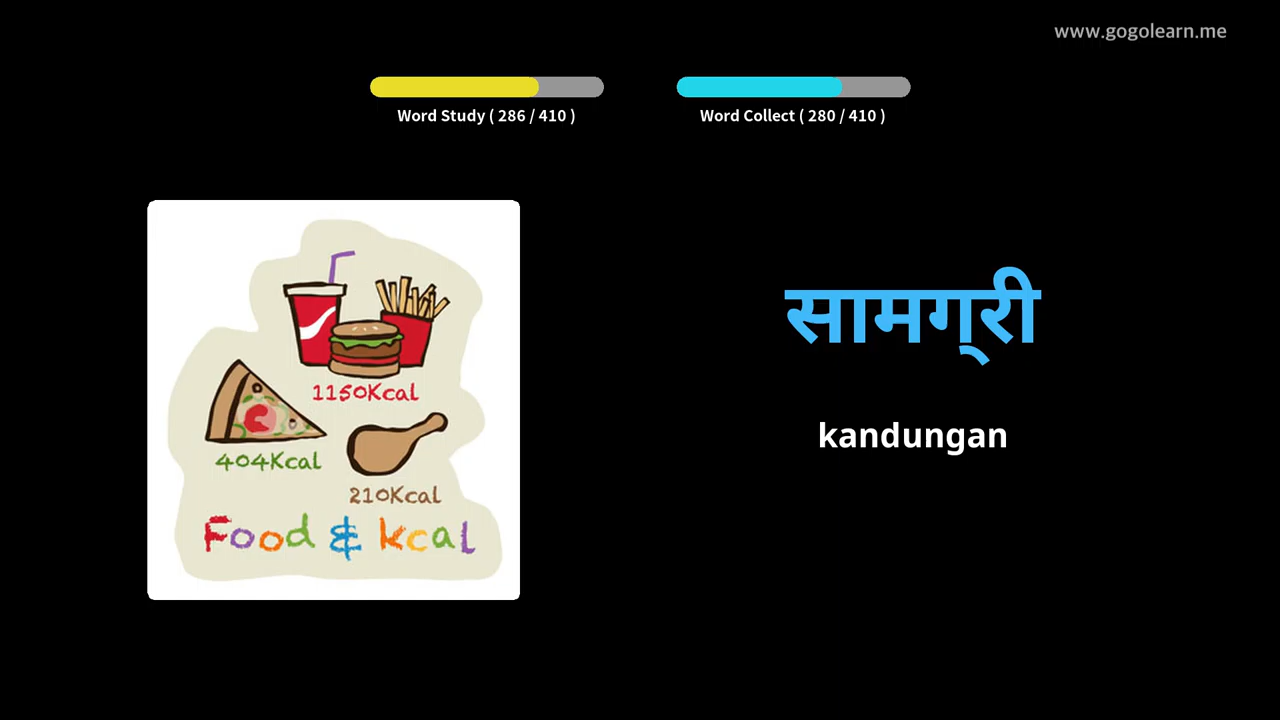 www.gogolearn.me
Word Study ( 286 / 410 )
Word Collect ( 280 / 410 )
1150Kcal
404Kcal
210Kcal
Food & kcal
सामग्री
kandungan